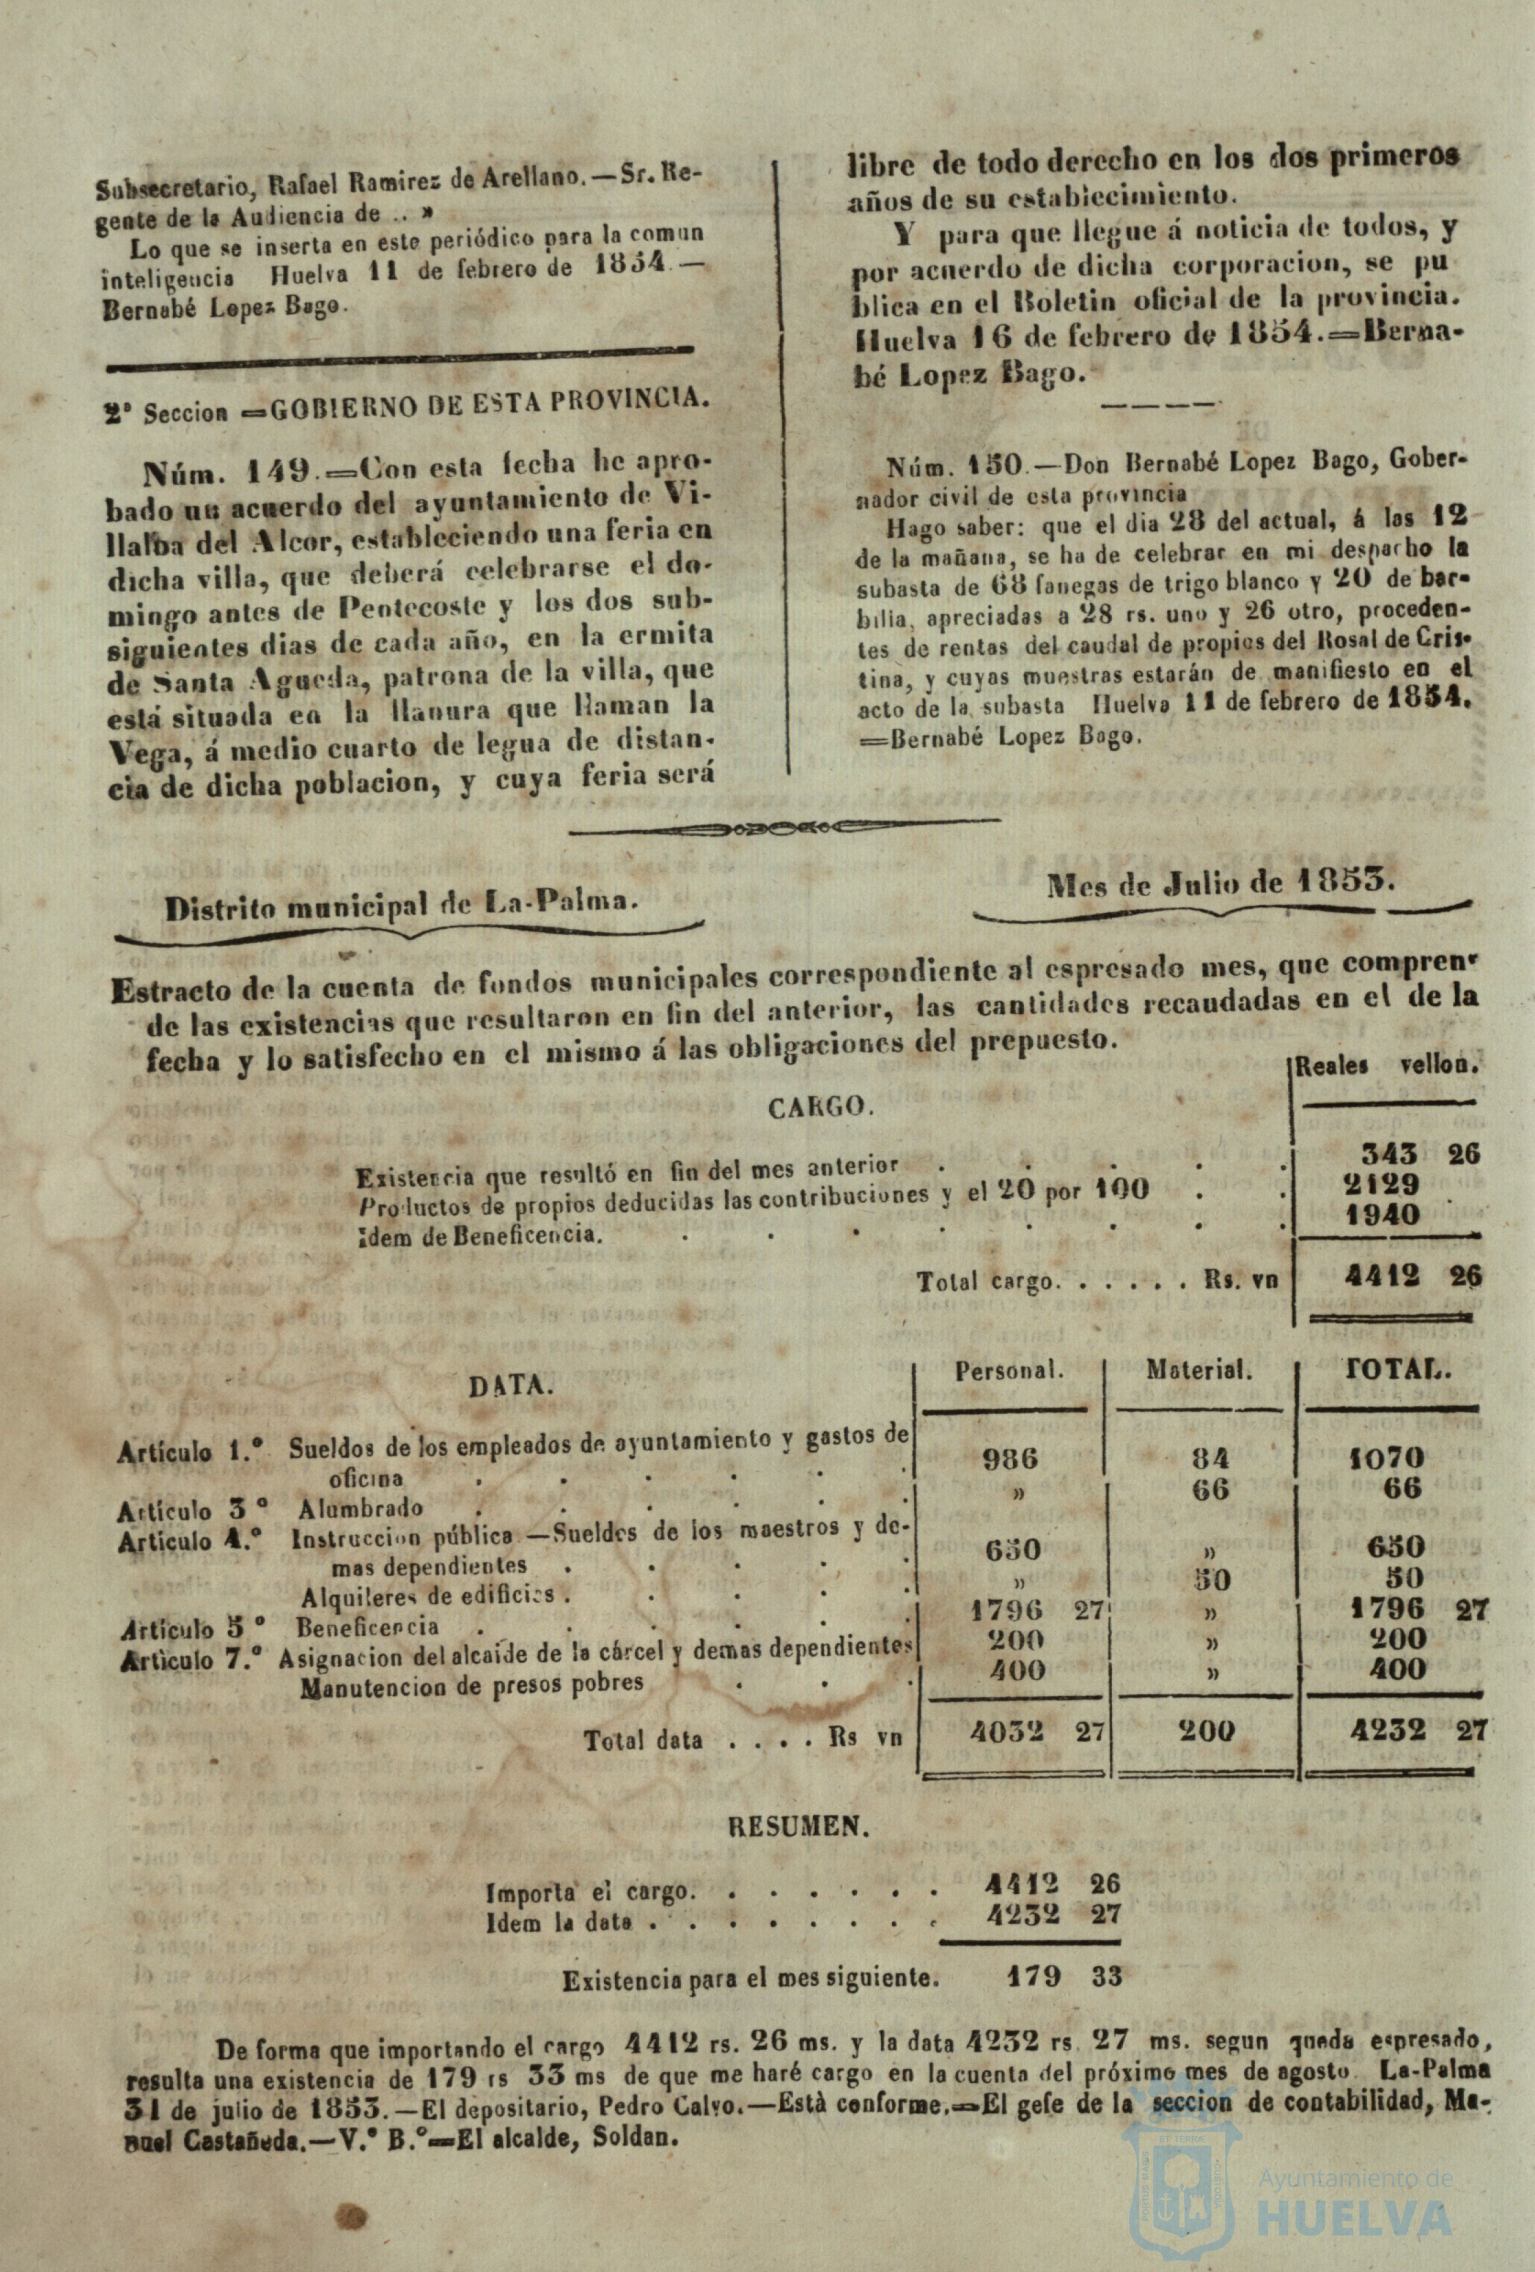 Subsecretario, Rafael Ramirez de Arellano.—Sr. Re-
gente de la Audiencia de .. »
Lo que se inserta en este periódico para la comun
inteligencia Huelva 11 de febrero de 1854.—
Bernabé Lopez Bago.
2ª Seccion =GOBIERNO DE ESTA PROVINCIA.
Núm. 149.=Con esta fecha he apro-
bado un acuerdo del ayuntamiento de Vi-
llalba del Alcor, estableciendo una feria en
dicha villa, que deberá celebrarse el do-
mingo antes de Pentecoste y los dos sub-
siguientes dias de cada año, en la ermita
de Santa Agueda, patrona de la villa, que
está situada en la llanura que llaman la
Vega, á medio cuarto de legua de distan-
cia de dicha poblacion, y cuya feria será
libre de todo derecho en los dos primeros
años de su establecimiento.
Y para que llegue á noticia de todos, y
por acuerdo de dicha corporacion, se pu
blica en el Boletin oficial de la provincia.
Huelva 16 de febrero de 1854.=Berna-
bé Lopez Bago.
Núm. 150.—Don Bernabé Lopez Bago, Gober-
nador civil de esta provincia
Hago saber: que el dia 28 del actual, á las 12
de la mañana, se ha de celebrar en mi despacho la
subasta de 68 fanegas de trigo blanco y 20 de bar-
bilia, apreciadas a 28 rs. uno y 26 otro, proceden-
tes de rentas del caudal de propios del Rosal de Cris-
tina, y cuyas muestras estarán de manifiesto en el
acto de la subasta Huelva 11 de febrero de 1854.
=Bernabé Lopez Bago.
Distrito municipal de La-Palma.
Mes de Julio de 1853.
Estracto de la cuenta de fondos municipales correspondiente al espresado mes, que compren-
de las existencias que resultaron en fin del anterior, las cantidades recaudadas en el de la
fecha y lo satisfecho en el mismo á las obligaciones del prepuesto.
Reales vellon.
CARGO.
Existencia que resultó en fin del mes anterior . . . . . 343 26
Productos de propios deducidas las contribuciones y el 20 por 100 . . 2129
Idem de Beneficencia. . . . . . . . . 1940
Total cargo. . . . . . Rs. vn 4412 26
DATA. Personal. Material. TOTAL.
Artículo 1.º Sueldos de los empleados de ayuntamiento y gastos de
oficina . . . . . . 986 84 1070
Artículo 3º Alumbrado . . . . . . » 66 66
Artículo 4.º Instruccion pública —Sueldos de los maestros y de-
mas dependientes . . . . . 650 » 650
Alquileres de edificios . . . . . » 50 50
Artículo 5º Beneficencia . . . . . . 1796 27 » 1796 27
Artículo 7.º Asignacion del alcaide de la cárcel y demas dependientes 200 » 200
Manutencion de presos pobres . . . 400 » 400
Total data . . . . Rs vn 4032 27 200 4232 27
RESUMEN.
Importa el cargo. . . . . . . 4412 26
Idem la data . . . . . . . . 4232 27
Existencia para el mes siguiente. 179 33
De forma que importando el cargo 4412 rs. 26 ms. y la data 4232 rs 27 ms. segun queda espresado,
resulta una existencia de 179 rs 33 ms de que me haré cargo en la cuenta del próximo mes de agosto La-Palma
31 de julio de 1853.—El depositario, Pedro Calvo.—Està conforme.=El gefe de la seccion de contabilidad, Ma-
nuel Castañeda.—V.º B.º=El alcalde, Soldan.
Ayuntamiento de
HUELVA